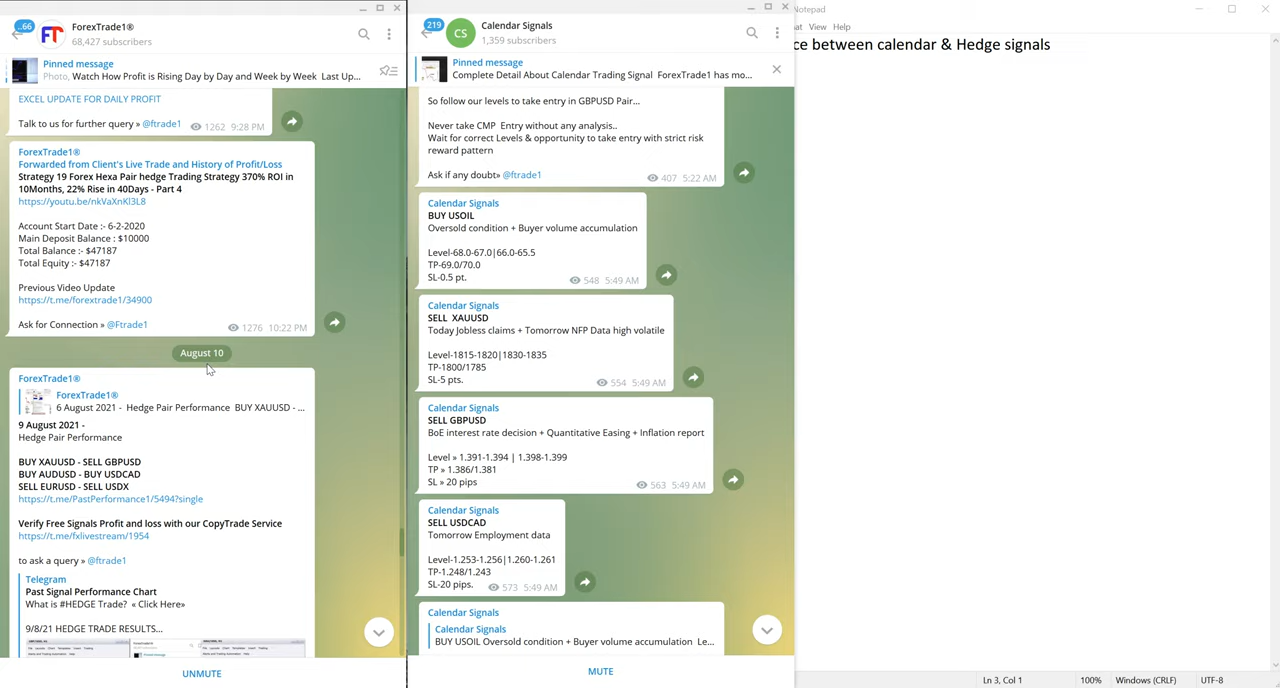 ..66
FT
ForexTrade1®
68,427 subscribers
Pinned message
Photo, Watch How Profit is Rising Day by Day and Week by Week Last Up...
EXCEL UPDATE FOR DAILY PROFIT
Talk to us for further query » @ftrade1 1262 9:28 PM
ForexTrade1®
Forwarded from Client's Live Trade and History of Profit/Loss
Strategy 19 Forex Hexa Pair hedge Trading Strategy 370% ROI in
10Months, 22% Rise in 40Days - Part 4
https://youtu.be/nkVaXnKl3L8
Account Start Date :- 6-2-2020
Main Deposit Balance : $10000
Total Balance :- $47187
Total Equity :- $47187
Previous Video Update
https://t.me/forextrade1/34900
Ask for Connection » @Ftrade1 1276 10:22 PM
August 10
ForexTrade1®
ForexTrade1®
6 August 2021 - Hedge Pair Performance BUY XAUUSD - ...
9 August 2021 -
Hedge Pair Performance
BUY XAUUSD - SELL GBPUSD
BUY AUDUSD - BUY USDCAD
SELL EURUSD - SELL USDX
https://t.me/PastPerformance1/5494?single
Verify Free Signals Profit and loss with our CopyTrade Service
https://t.me/fxlivestream/1954
to ask a query » @ftrade1
Telegram
Past Signal Performance Chart
What is #HEDGE Trade? « Click Here»
9/8/21 HEDGE TRADE RESULTS...
UNMUTE
219
CS
Calendar Signals
1,359 subscribers
Pinned message
Complete Detail About Calendar Trading Signal ForexTrade1 has mo...
So follow our levels to take entry in GBPUSD Pair...
Never take CMP Entry without any analysis..
Wait for correct Levels & opportunity to take entry with strict risk
reward pattern
Ask if any doubt» @ftrade1 407 5:22 AM
Calendar Signals
BUY USOIL
Oversold condition + Buyer volume accumulation
Level-68.0-67.0|66.0-65.5
TP-69.0/70.0
SL-0.5 pt. 548 5:49 AM
Calendar Signals
SELL XAUUSD
Today Jobless claims + Tomorrow NFP Data high volatile
Level-1815-1820|1830-1835
TP-1800/1785
SL-5 pts. 554 5:49 AM
Calendar Signals
SELL GBPUSD
BoE interest rate decision + Quantitative Easing + Inflation report
Level » 1.391-1.394 | 1.398-1.399
TP » 1.386/1.381
SL » 20 pips 563 5:49 AM
Calendar Signals
SELL USDCAD
Tomorrow Employment data
Level-1.253-1.256|1.260-1.261
TP-1.248/1.243
SL-20 pips. 573 5:49 AM
Calendar Signals
Calendar Signals
BUY USOIL Oversold condition + Buyer volume accumulation Le...
MUTE
Notepad
at View Help
ce between calendar & Hedge signals
Ln 3, Col 1 100% Windows (CRLF) UTF-8